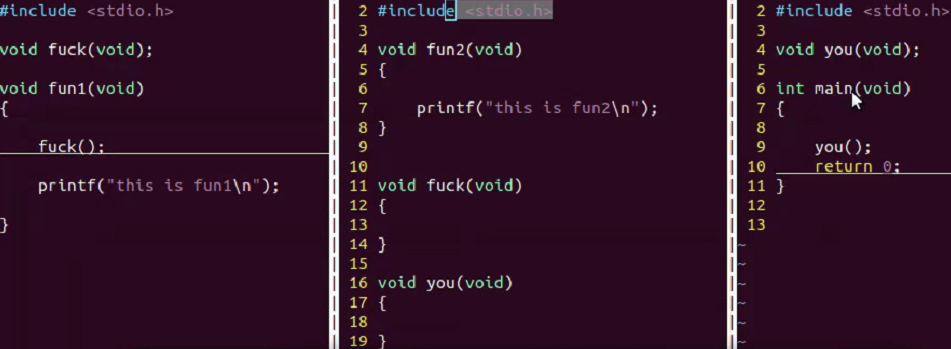 #include <stdio.h>
void fuck(void);
void fun1(void)
{
fuck();
printf("this is fun1\n");
}
2 #include <stdio.h>
3
4 void fun2(void)
5 {
6
7 printf("this is fun2\n");
8 }
9
10
11 void fuck(void)
12 {
13
14 }
15
16 void you(void)
17 {
18
19 }
2 #include <stdio.h>
3
4 void you(void);
5
6 int main(void)
7 {
8
9 you();
10 return 0;
11 }
12
13
~
~
~
~
~
~